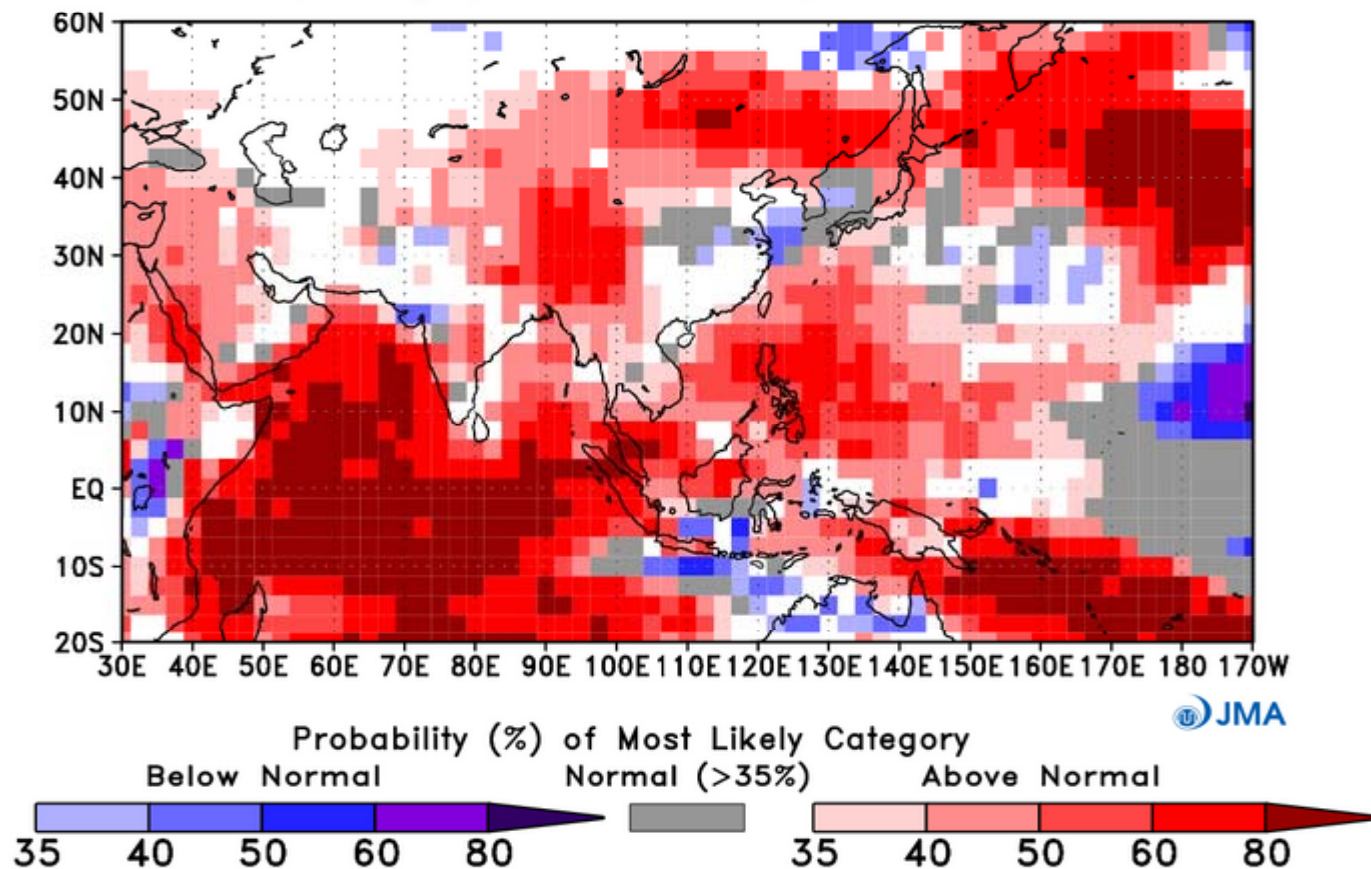 60N
50N
40N
30N
20N
10N
EQ
10S
20S
30E 40E 50E 60E 70E 80E 90E 100E 110E 120E 130E 140E 150E 160E 170E 180 170W
JMA
Probability (%) of Most Likely Category
Below Normal Normal (>35%) Above Normal
35 40 50 60 80 35 40 50 60 80